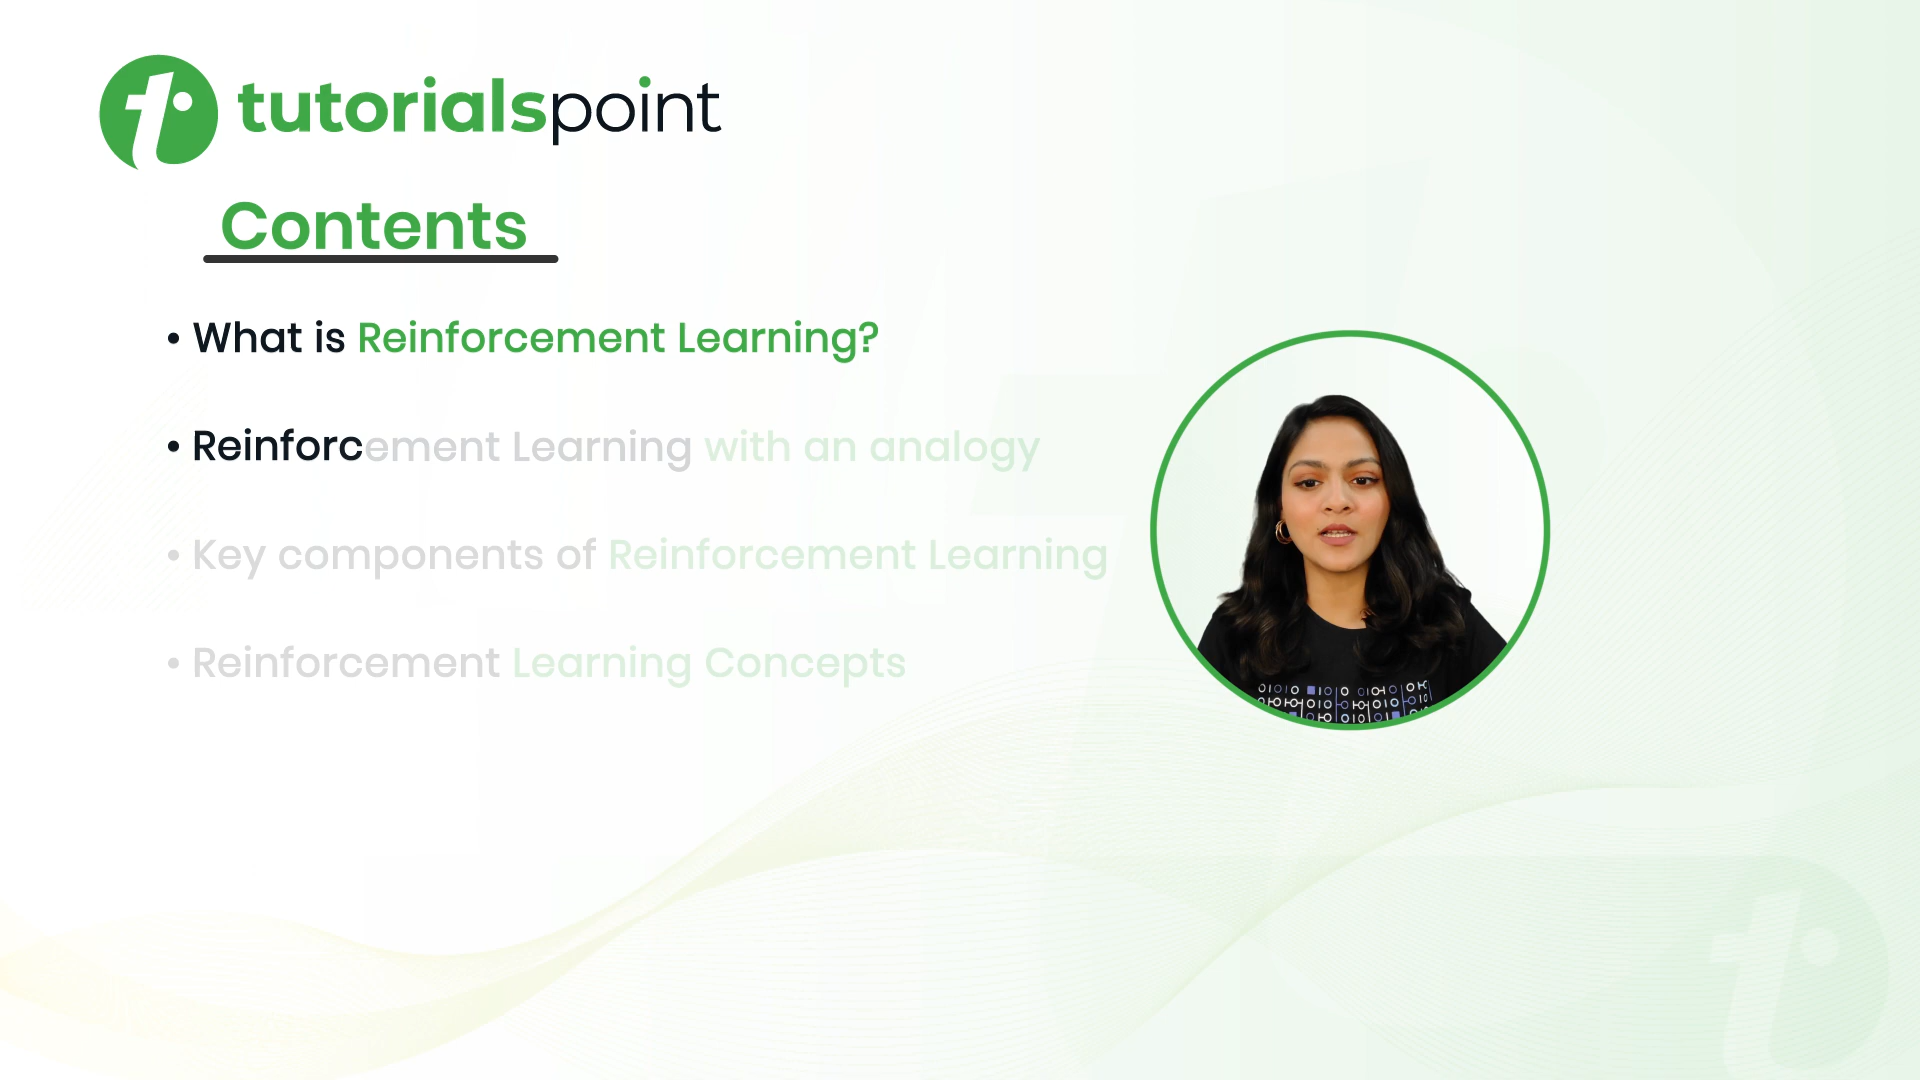 tutorialspoint
Contents
• What is Reinforcement Learning?
• Reinforcement Learning with an analogy
• Key components of Reinforcement Learning
• Reinforcement Learning Concepts